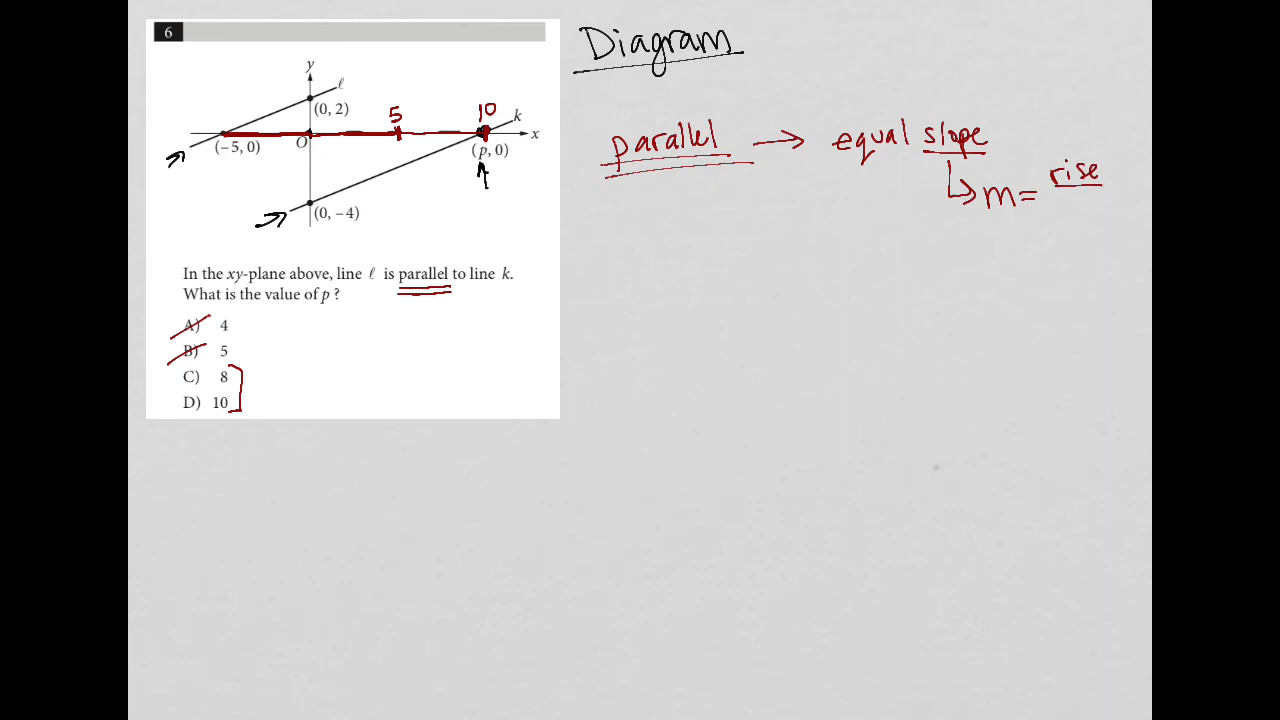 6
Diagram
y
ℓ
(0, 2)
5
10
k
x
O
(−5, 0)
(p, 0)
(0, −4)
parallel → equal slope
↳ m = rise
In the xy-plane above, line ℓ is parallel to line k.
What is the value of p ?
A) 4
B) 5
C) 8
D) 10